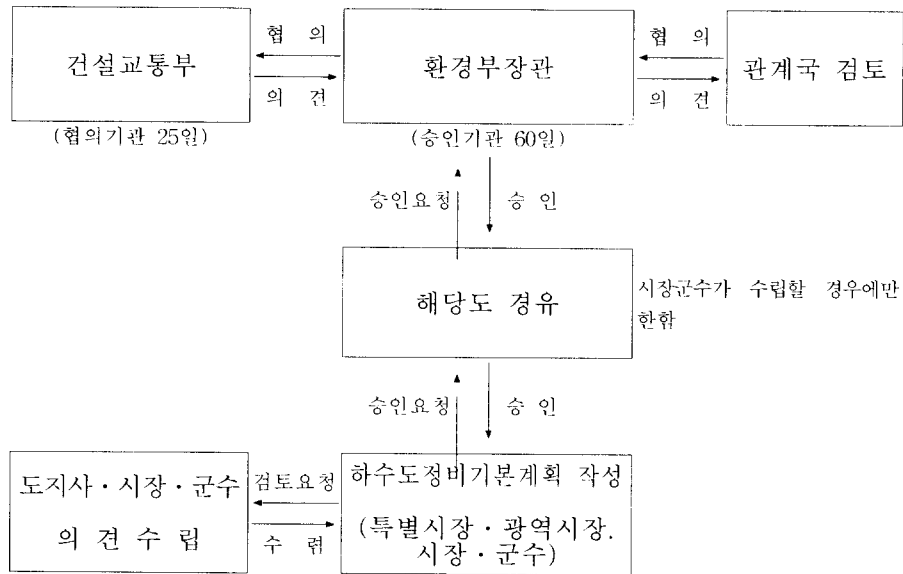 협 의
협 의
건설교통부
환경부장관
관계국 검토
의 견
의 견
(협의기관 25일)
(승인기관 60일)
승인요청
승 인
해당도 경유
시장군수가 수립할 경우에만
한함
승인요청
승 인
도지사·시장·군수
검토요청
하수도정비기본계획 작성
의 견 수 립
수 렴
(특별시장·광역시장.
시장·군수)